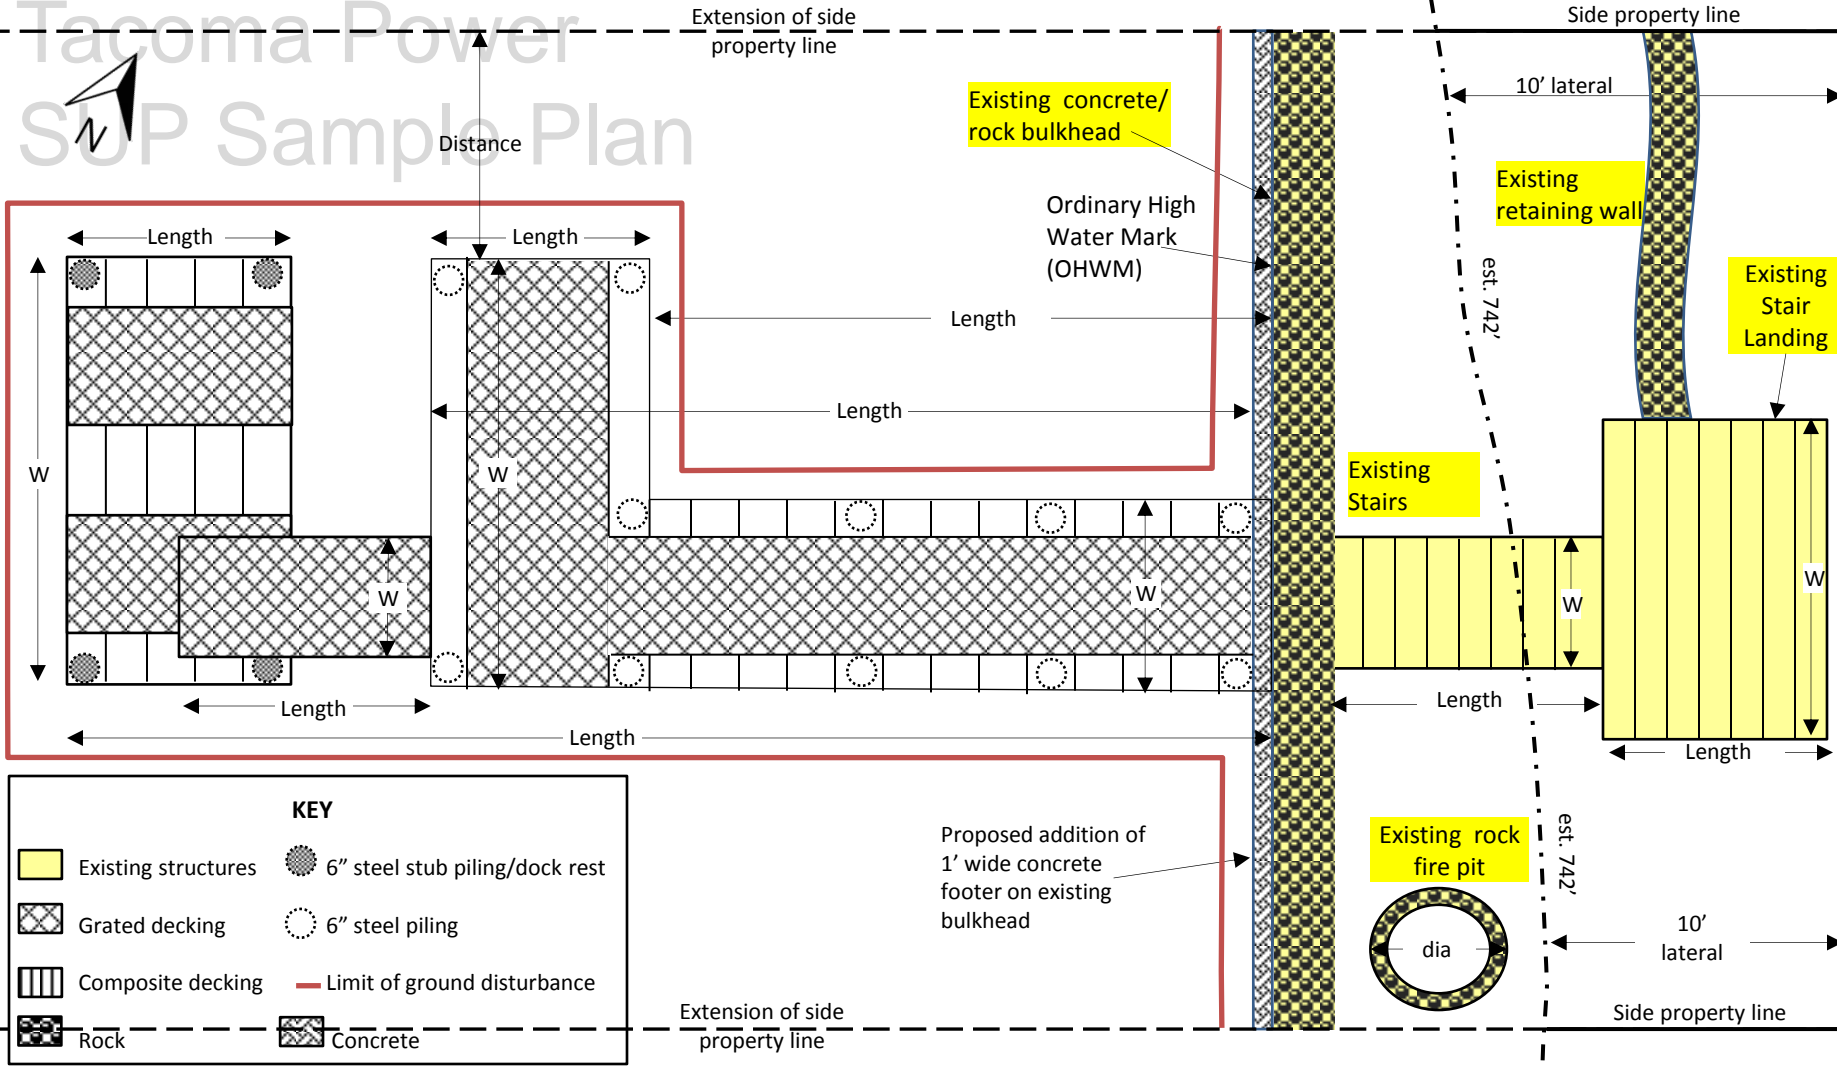 Tacoma Power
SUP Sample Plan
N
Extension of side
property line
Side property line
Distance
10’ lateral
Existing concrete/
rock bulkhead
Existing
retaining wall
Ordinary High
Water Mark
(OHWM)
Length
Length
est. 742’
Existing
Stair
Landing
Length
Length
W
W
Existing
Stairs
W
W
W
W
Length
Length
Length
Length
KEY
Existing structures
6” steel stub piling/dock rest
Grated decking
6” steel piling
Composite decking
Limit of ground disturbance
Rock
Concrete
Proposed addition of
1’ wide concrete
footer on existing
bulkhead
Existing rock
fire pit
est. 742’
dia
10’
lateral
Extension of side
property line
Side property line